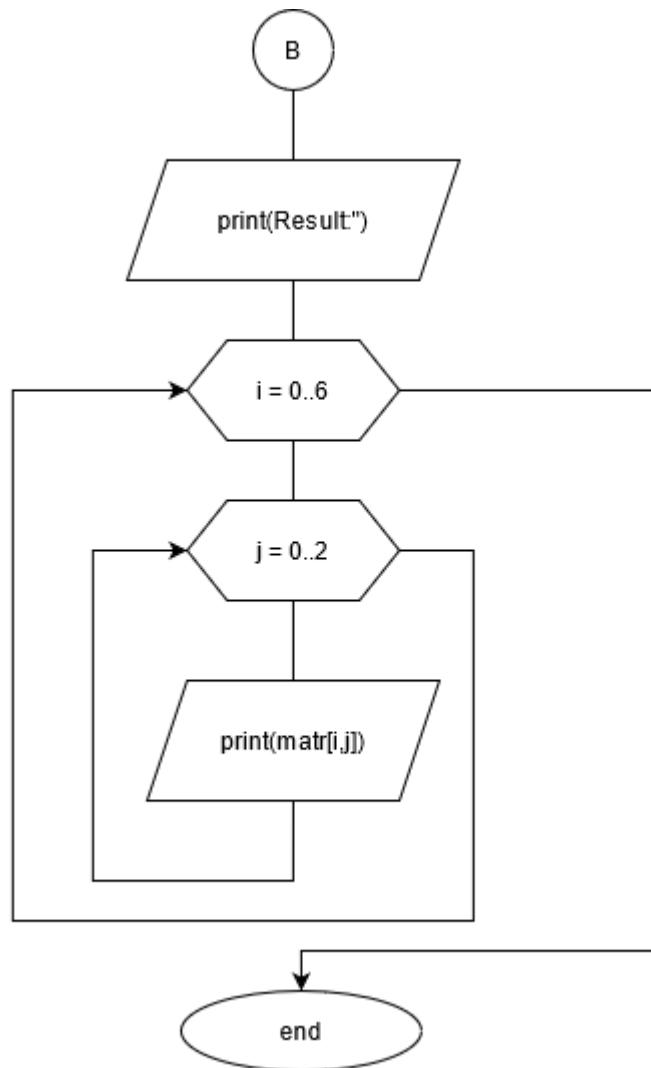 B
print(Result:")
i = 0..6
j = 0..2
print(matr[i,j])
end